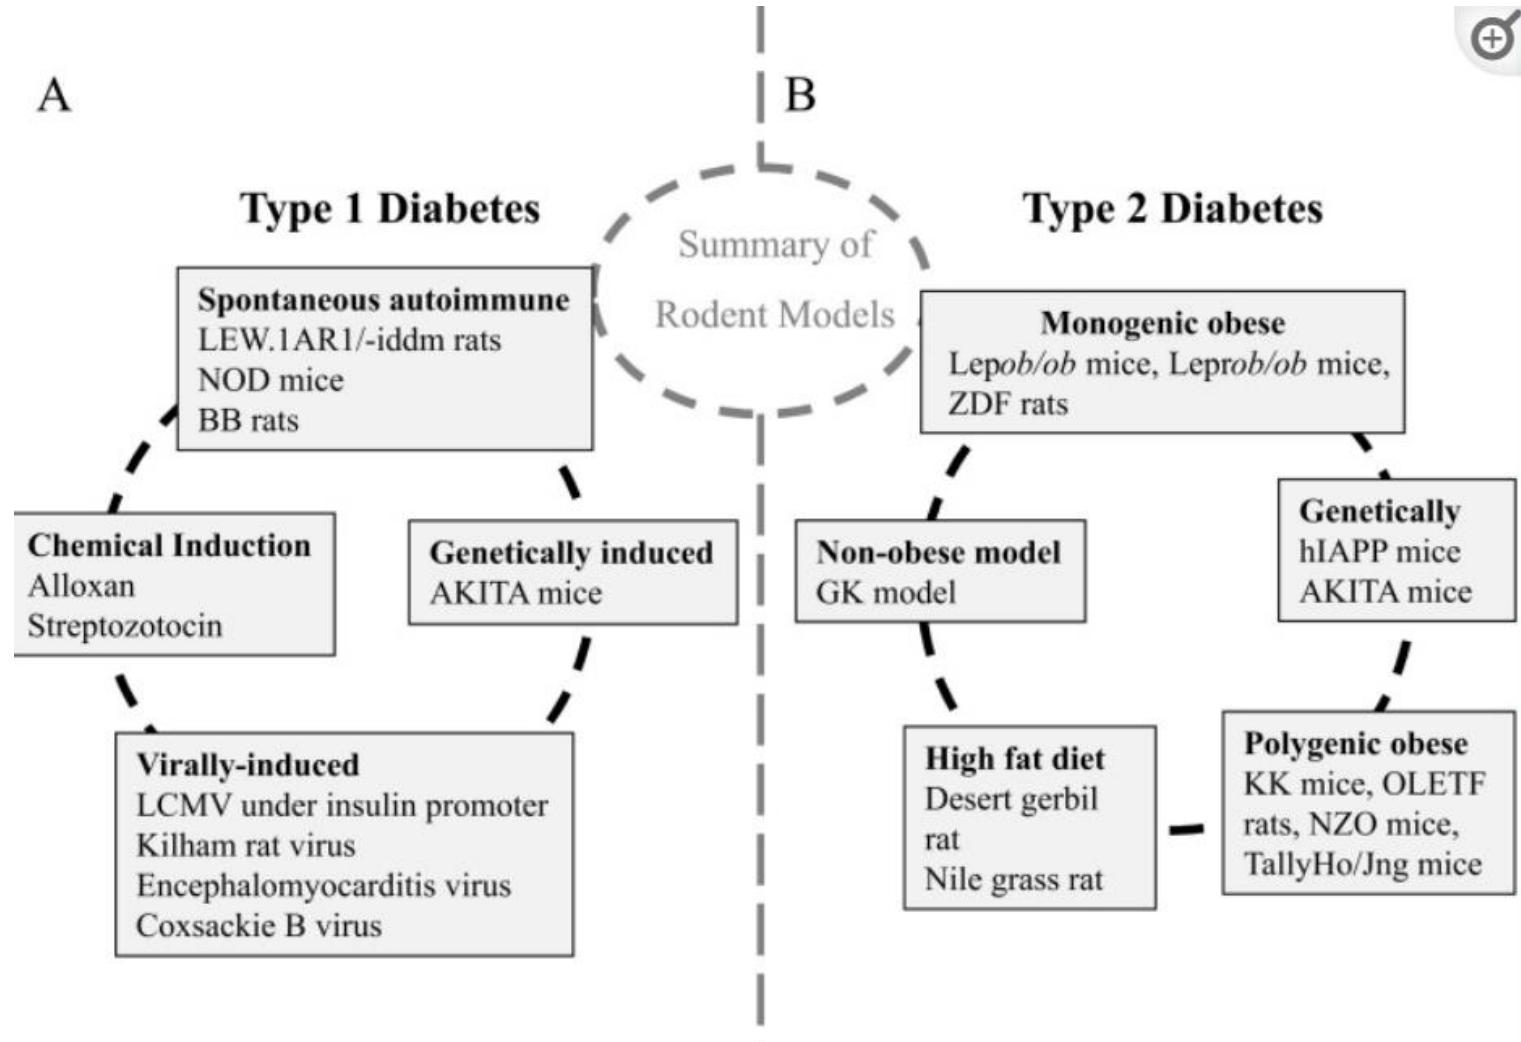 A
B
Summary of
Rodent Models
Type 1 Diabetes
Spontaneous autoimmune
LEW.1AR1/-iddm rats
NOD mice
BB rats
Chemical Induction
Alloxan
Streptozotocin
Genetically induced
AKITA mice
Virally-induced
LCMV under insulin promoter
Kilham rat virus
Encephalomyocarditis virus
Coxsackie B virus
Type 2 Diabetes
Monogenic obese
Lepob/ob mice, Leprob/ob mice,
ZDF rats
Non-obese model
GK model
Genetically
hIAPP mice
AKITA mice
High fat diet
Desert gerbil
rat
Nile grass rat
Polygenic obese
KK mice, OLETF
rats, NZO mice,
TallyHo/Jng mice